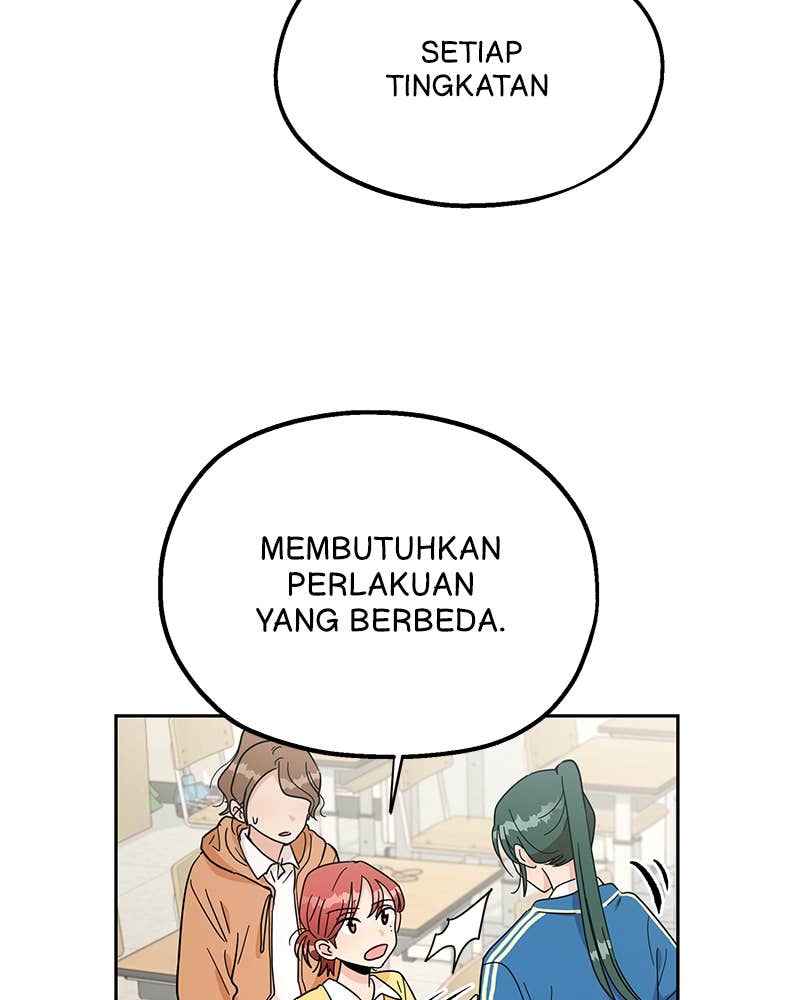 SETIAP
TINGKATAN
MEMBUTUHKAN
PERLAKUAN
YANG BERBEDA.